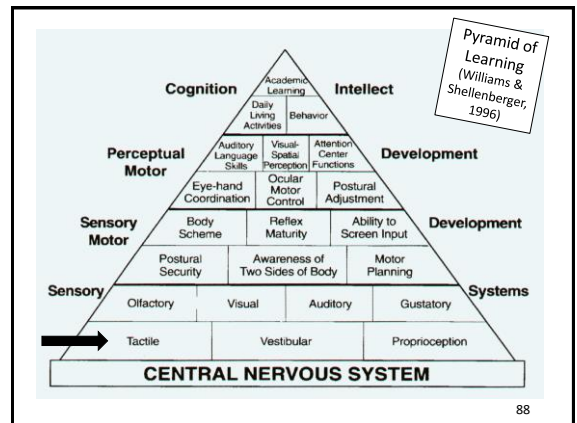 Pyramid of
Learning
(Williams &
Shellenberger,
1996)
Cognition
Intellect
Academic
Learning
Daily
Living
Activities
Behavior
Perceptual
Motor
Development
Auditory
Language
Skills
Visual-
Spatial
Perception
Attention
Center
Functions
Eye-hand
Coordination
Ocular
Motor
Control
Postural
Adjustment
Sensory
Motor
Development
Body
Scheme
Reflex
Maturity
Ability to
Screen Input
Postural
Security
Awareness of
Two Sides of Body
Motor
Planning
Sensory
Systems
Olfactory
Visual
Auditory
Gustatory
Tactile
Vestibular
Proprioception
CENTRAL NERVOUS SYSTEM
88